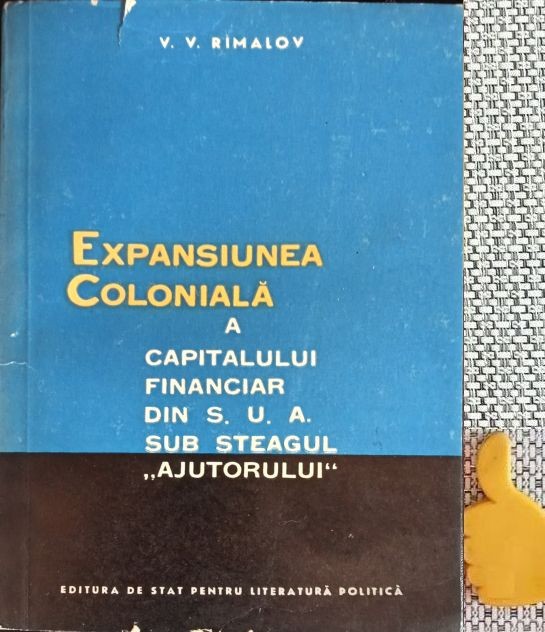 V. V. RIMALOV
EXPANSIUNEA
COLONIALĂ
A
CAPITALULUI
FINANCIAR
DIN S. U. A.
SUB STEAGUL
„AJUTORULUI“
EDITURA DE STAT PENTRU LITERATURĂ POLITICĂ